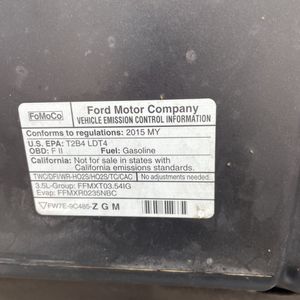 FoMoCo
Ford Motor Company
VEHICLE EMISSION CONTROL INFORMATION
Conforms to regulations: 2015 MY
U.S. EPA: T2B4 LDT4
OBD: F II Fuel: Gasoline
California: Not for sale in states with
California emissions standards.
TWC/DFI/WR-HO2S/HO2S/TC/CAC No adjustments needed.
3.5L-Group: FFMXT03.54IG
Evap: FFMXR0235NBC
FW7E-9C485-ZGM